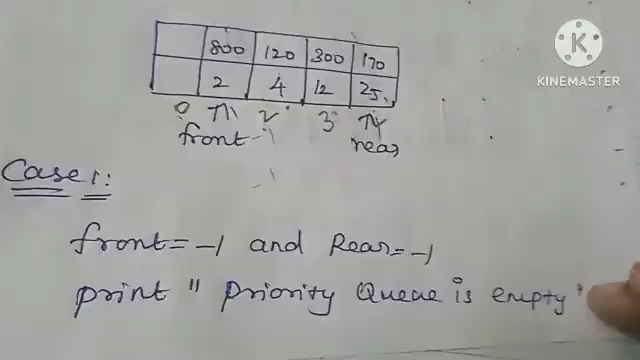 800 120 300 170
2 4 12 25
0 1 2 3 4
front rear
KINEMASTER
Case 1:
front = -1 and Rear = -1
print " Priority Queue is empty "